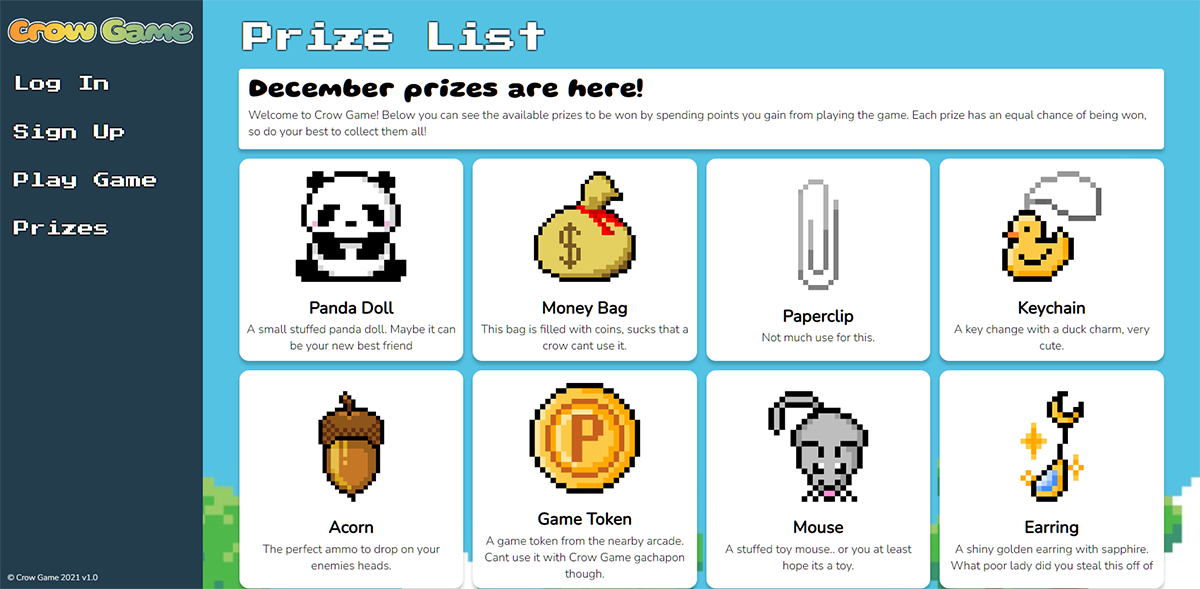 Crow Game
Log In
Sign Up
Play Game
Prizes
© Crow Game 2021 v1.0
Prize List
December prizes are here!
Welcome to Crow Game! Below you can see the available prizes to be won by spending points you gain from playing the game. Each prize has an equal chance of being won,
so do your best to collect them all!
Panda Doll
A small stuffed panda doll. Maybe it can
be your new best friend
$
Money Bag
This bag is filled with coins, sucks that a
crow cant use it.
Paperclip
Not much use for this.
Keychain
A key change with a duck charm, very
cute.
Acorn
The perfect ammo to drop on your
enemies heads.
P
Game Token
A game token from the nearby arcade.
Cant use it with Crow Game gachapon
though.
Mouse
A stuffed toy mouse.. or you at least
hope its a toy.
Earring
A shiny golden earring with sapphire.
What poor lady did you steal this off of